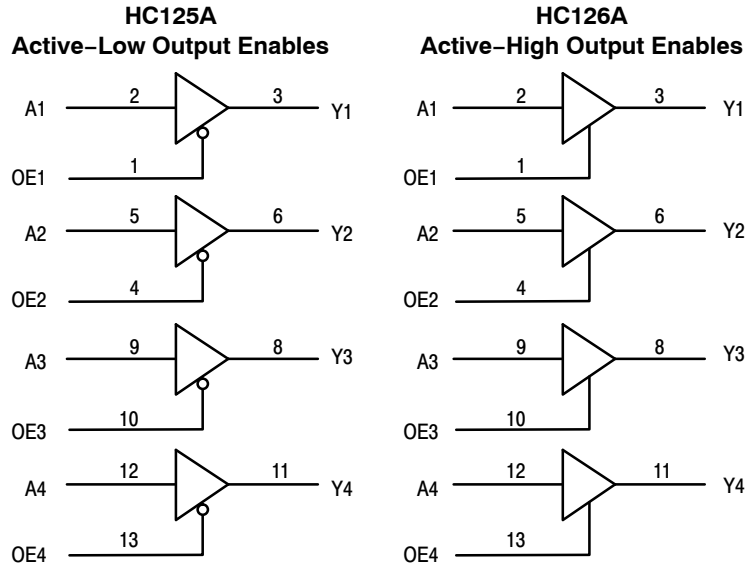 HC125A
Active−Low Output Enables
A1
2
3
Y1
OE1
1
A2
5
6
Y2
OE2
4
A3
9
8
Y3
OE3
10
A4
12
11
Y4
OE4
13
HC126A
Active−High Output Enables
A1
2
3
Y1
OE1
1
A2
5
6
Y2
OE2
4
A3
9
8
Y3
OE3
10
A4
12
11
Y4
OE4
13